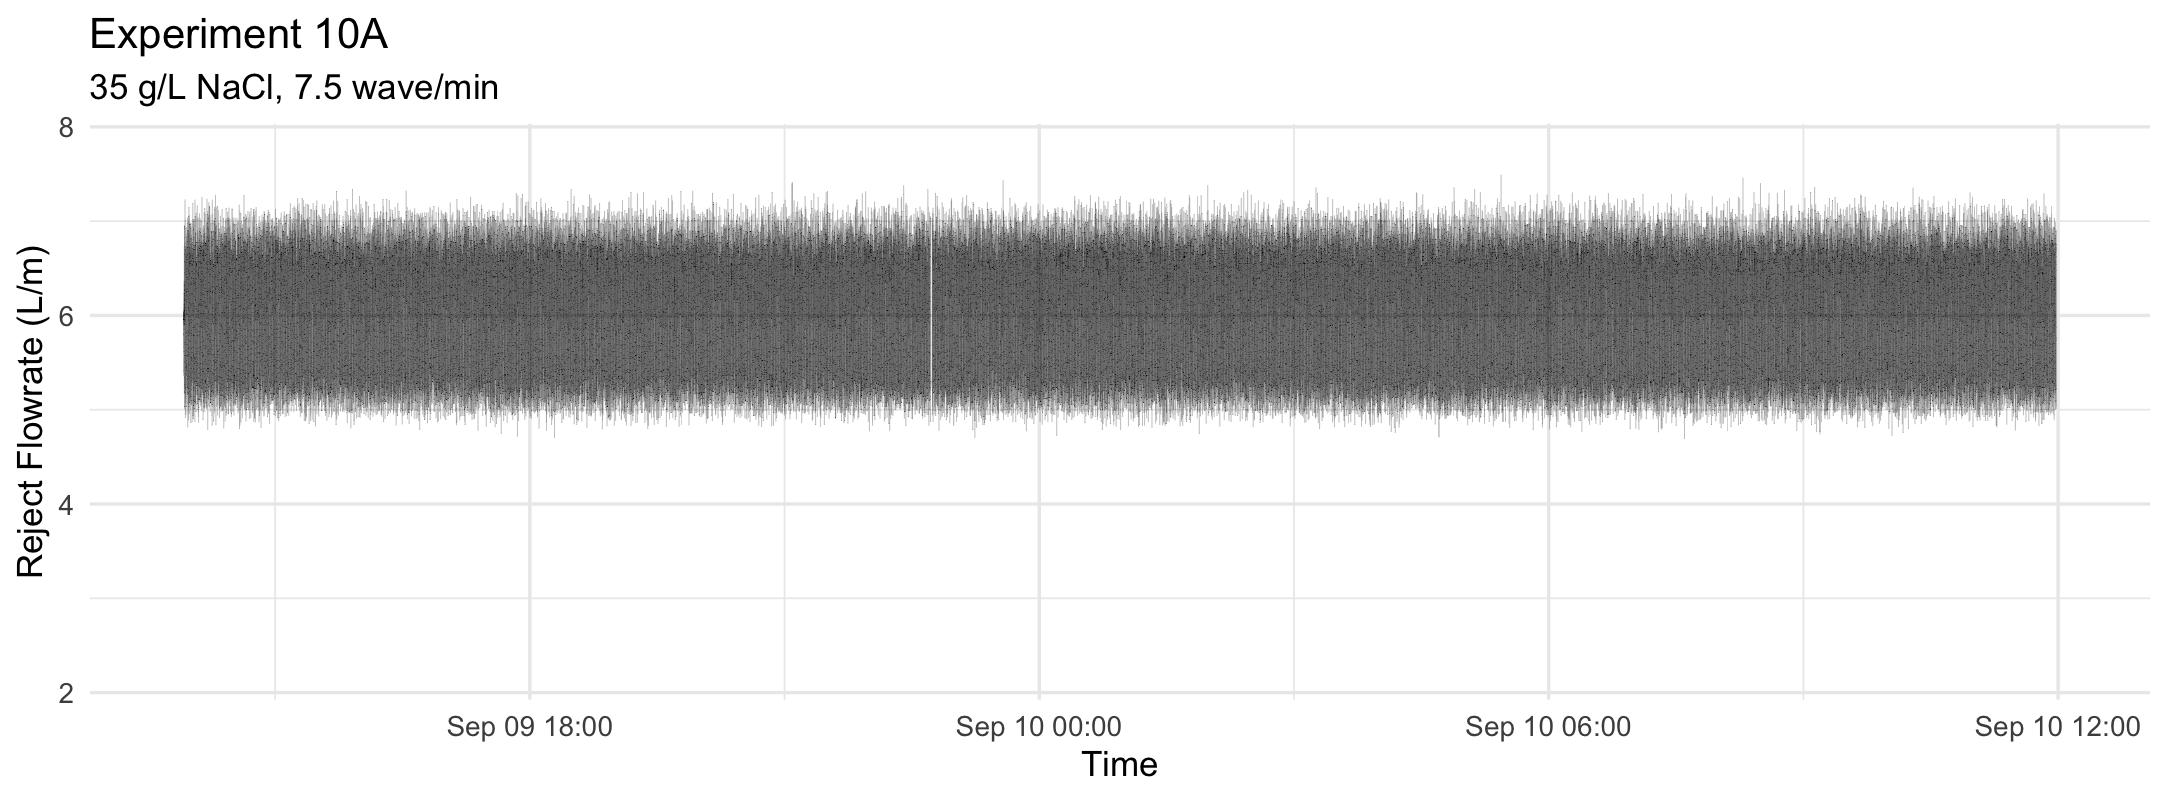 Experiment 10A
35 g/L NaCl, 7.5 wave/min
8
6
4
2
Reject Flowrate (L/m)
Sep 09 18:00
Sep 10 00:00
Sep 10 06:00
Sep 10 12:00
Time